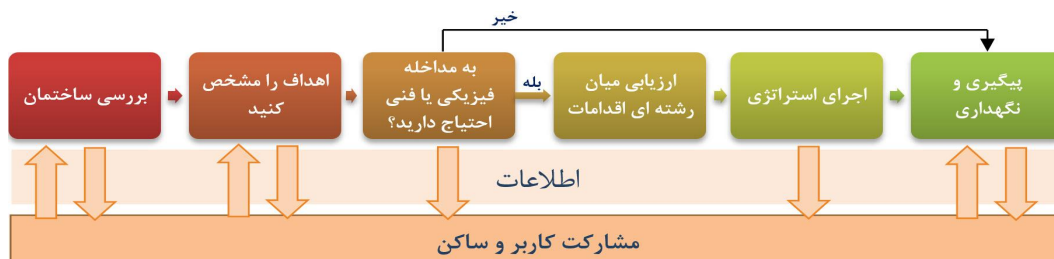 خیر
بررسی ساختمان
اهداف را مشخص
کنید
به مداخله
فیزیکی یا فنی
احتیاج دارید؟
بله
ارزیابی میان
رشته ای اقدامات
اجرای استراتژی
پیگیری و
نگهداری
اطلاعات
مشارکت کاربر و ساکن